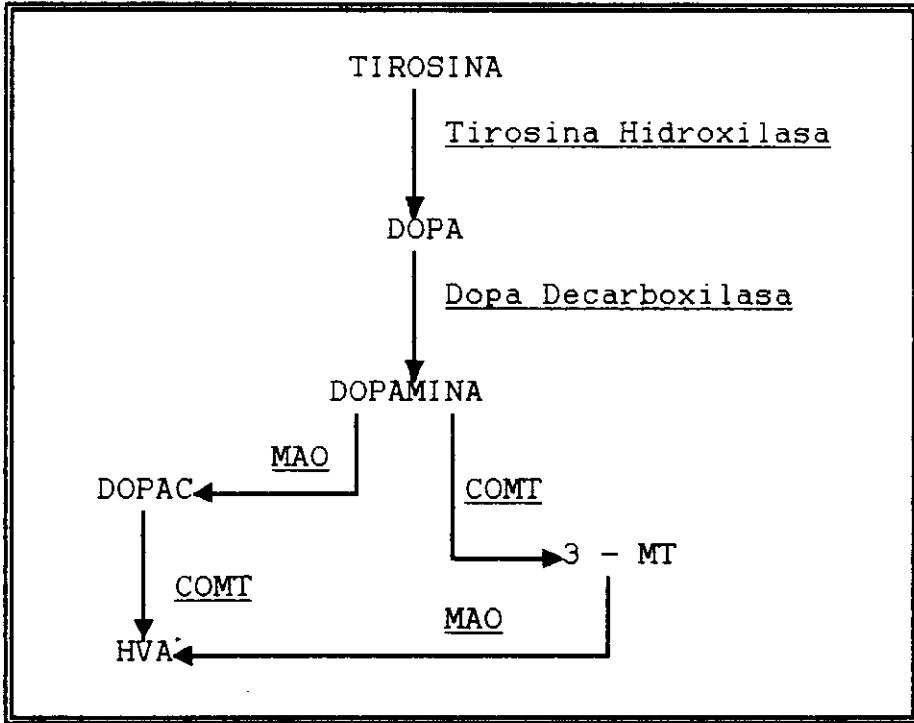 TIROSINA
Tirosina Hidroxilasa
DOPA
Dopa Decarboxilasa
DOPAMINA
MAO
DOPAC
COMT
3 - MT
COMT
MAO
HVA